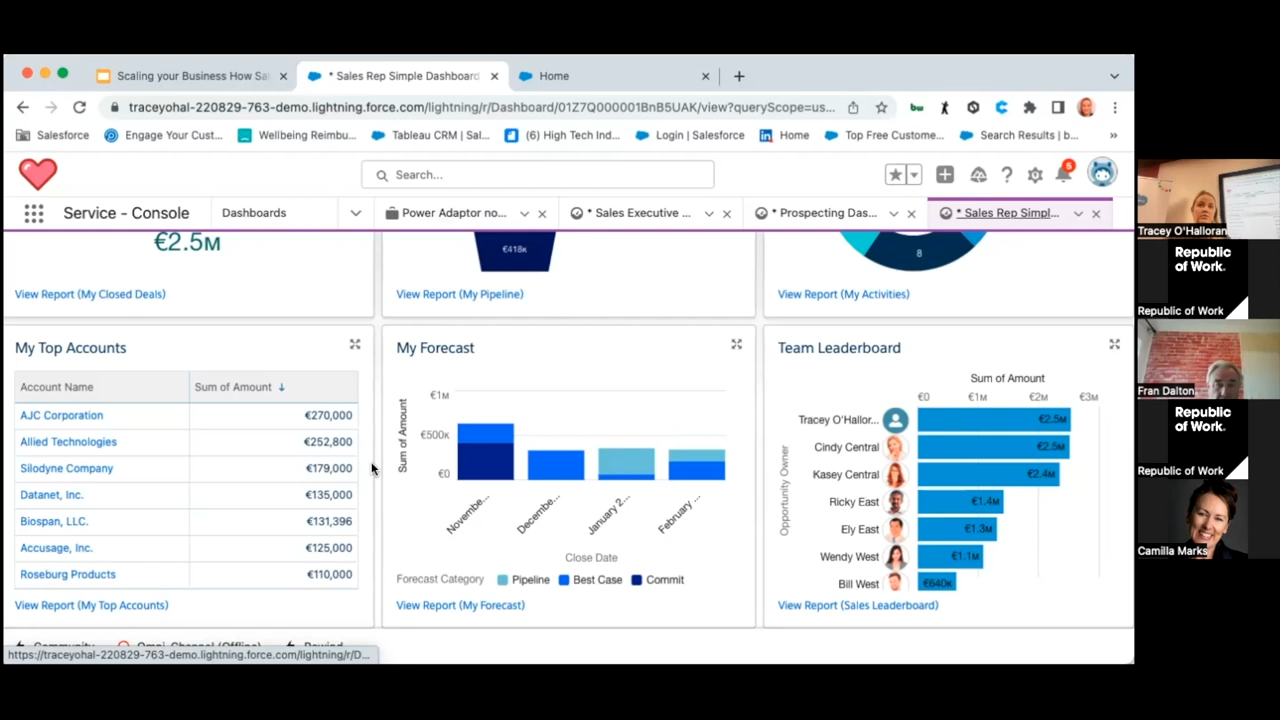 Scaling your Business How Sa
* Sales Rep Simple Dashboard
Home
traceyohal-220829-763-demo.lightning.force.com/lightning/r/Dashboard/01Z7Q000001BnB5UAK/view?queryScope=us...
Salesforce
Engage Your Cust...
Wellbeing Reimbu...
Tableau CRM | Sal...
(6) High Tech Ind...
Login | Salesforce
Home
Top Free Custome...
Search Results | b...
Search...
5
Service - Console
Dashboards
Power Adaptor no...
* Sales Executive ...
* Prospecting Das...
* Sales Rep Simpl...
€2.5M
€418K
8
View Report (My Closed Deals)
View Report (My Pipeline)
View Report (My Activities)
My Top Accounts
Account Name Sum of Amount ↓
AJC Corporation €270,000
Allied Technologies €252,800
Silodyne Company €179,000
Datanet, Inc. €135,000
Biospan, LLC. €131,396
Accusage, Inc. €125,000
Roseburg Products €110,000
View Report (My Top Accounts)
My Forecast
Sum of Amount
€1M
€500K
€0
Novembe...
Decembe...
January 2...
February ...
Close Date
Forecast Category Pipeline Best Case Commit
View Report (My Forecast)
Team Leaderboard
Sum of Amount
€0 €1M €2M €3M
Opportunity Owner
Tracey O'Hallor... €2.5M
Cindy Central €2.5M
Kasey Central €2.4M
Ricky East €1.4M
Ely East €1.3M
Wendy West €1.1M
Bill West €640K
View Report (Sales Leaderboard)
Community
Omni-Channel (Offline)
Rewind
https://traceyohal-220829-763-demo.lightning.force.com/lightning/r/D...
Tracey O'Halloran
Republic
of Work.
Republic of Work
Fran Dalton
Republic
of Work.
Republic of Work
Camilla Marks